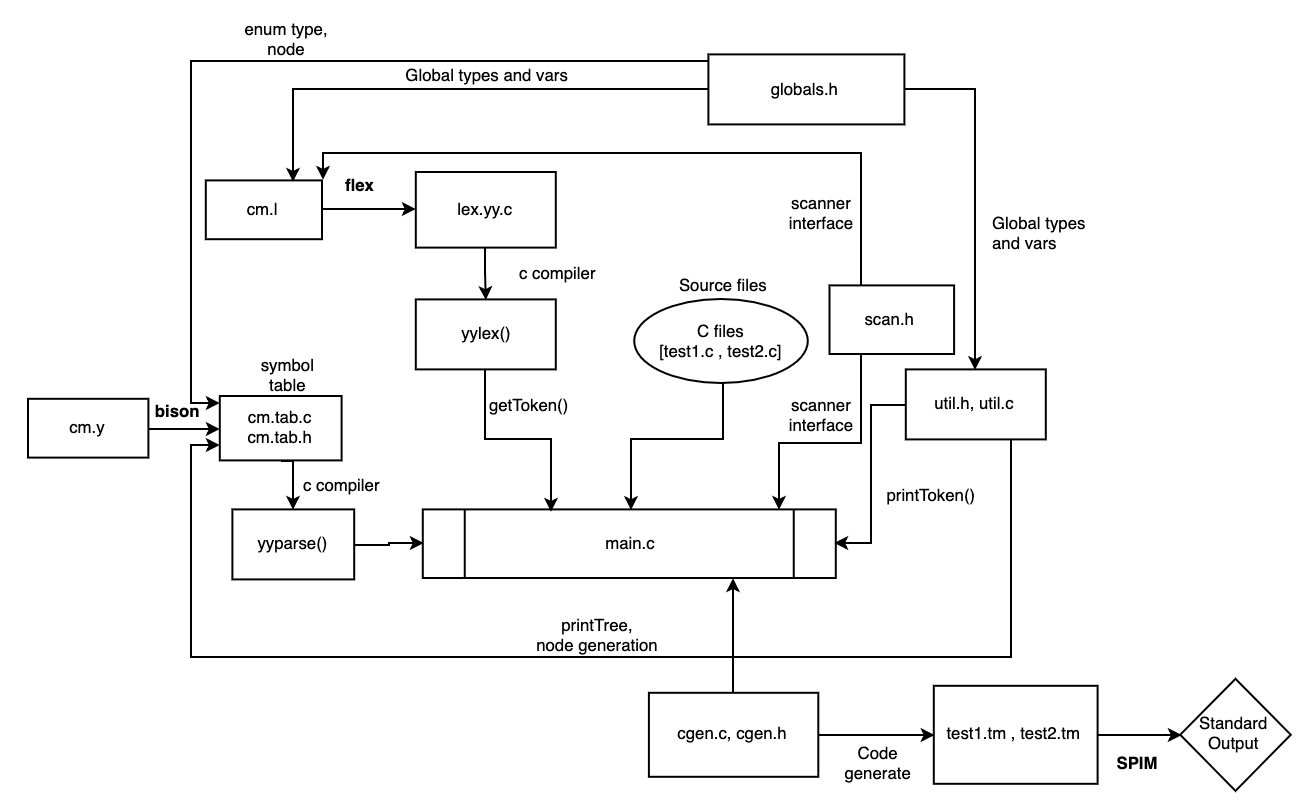 enum type,
node
Global types and vars
globals.h
cm.l
flex
lex.yy.c
scanner
interface
Global types
and vars
c compiler
Source files
C files
[test1.c , test2.c]
scan.h
yylex()
symbol
table
getToken()
scanner
interface
util.h, util.c
cm.y
bison
cm.tab.c
cm.tab.h
c compiler
printToken()
yyparse()
main.c
printTree,
node generation
cgen.c, cgen.h
Code
generate
test1.tm , test2.tm
SPIM
Standard
Output